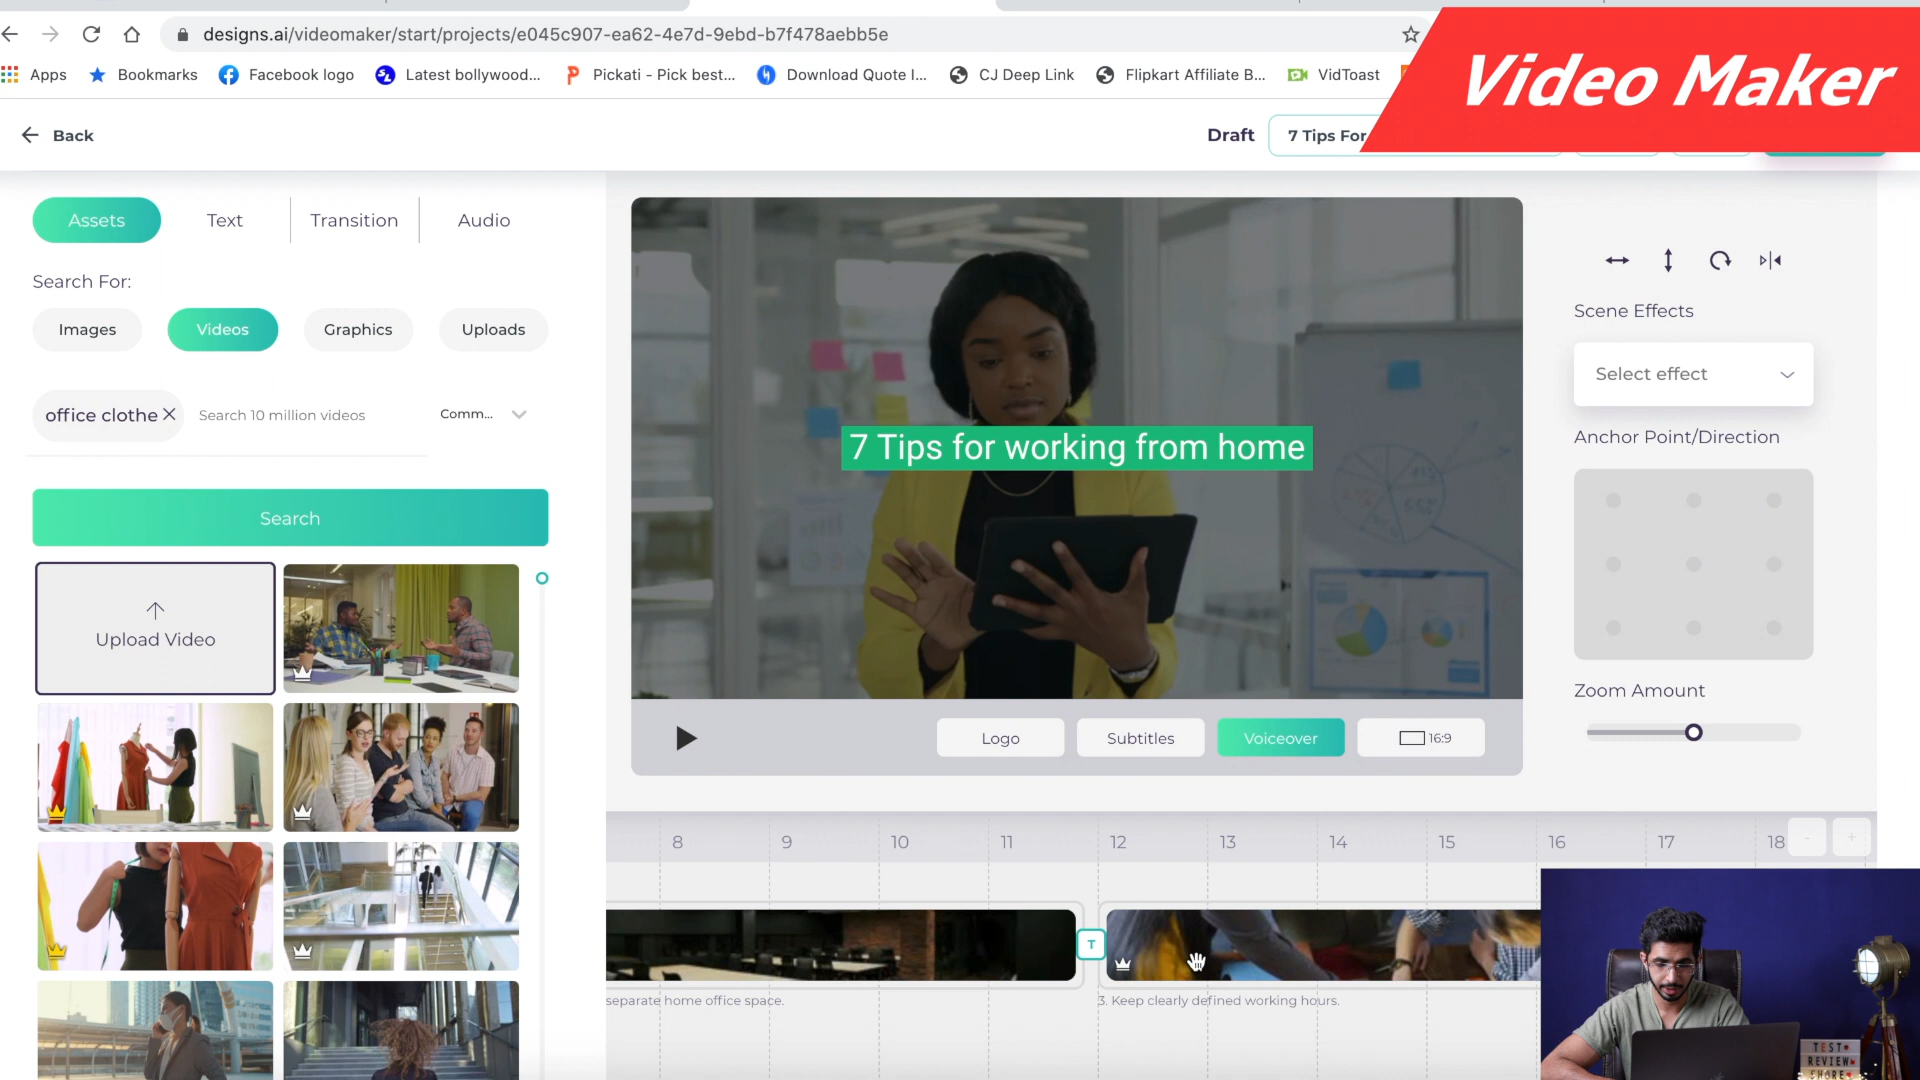 designs.ai/videomaker/start/projects/e045c907-ea62-4e7d-9ebd-b7f478aebb5e
Video Maker
Apps
Bookmarks
Facebook logo
Latest bollywood...
Pickati - Pick best...
Download Quote I...
CJ Deep Link
Flipkart Affiliate B...
VidToast
Back
Draft
7 Tips For
Assets
Text
Transition
Audio
Search For:
Images
Videos
Graphics
Uploads
office clothe
Search 10 million videos
Comm...
Search
Upload Video
7 Tips for working from home
Logo
Subtitles
Voiceover
16:9
Scene Effects
Select effect
Anchor Point/Direction
Zoom Amount
8 9 10 11 12 13 14 15 16 17 18
- +
T
separate home office space.
3. Keep clearly defined working hours.
TEST
REVIEW
SHARE